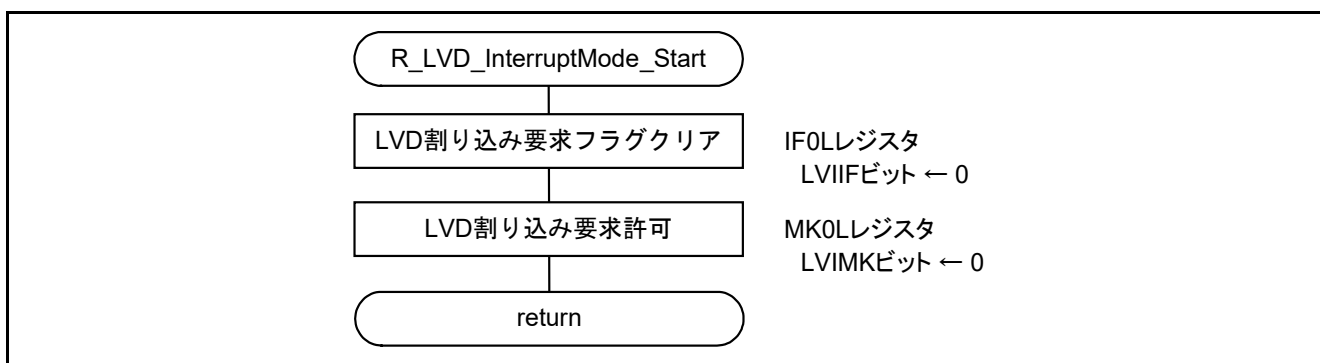 R_LVD_InterruptMode_Start
LVD割り込み要求フラグクリア
IF0Lレジスタ
LVIIFビット ← 0
LVD割り込み要求許可
MK0Lレジスタ
LVIMKビット ← 0
return